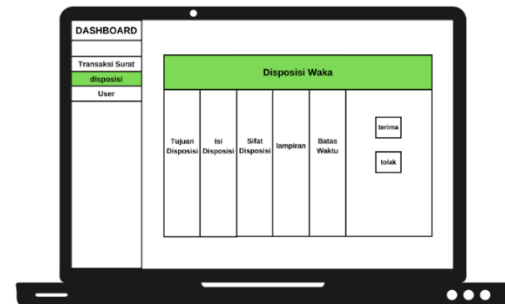 DASHBOARD
Transaksi Surat
disposisi
User
Disposisi Waka
Tujuan
Disposisi
Isi
Disposisi
Sifat
Disposisi
lampiran
Batas
Waktu
terima
tolak